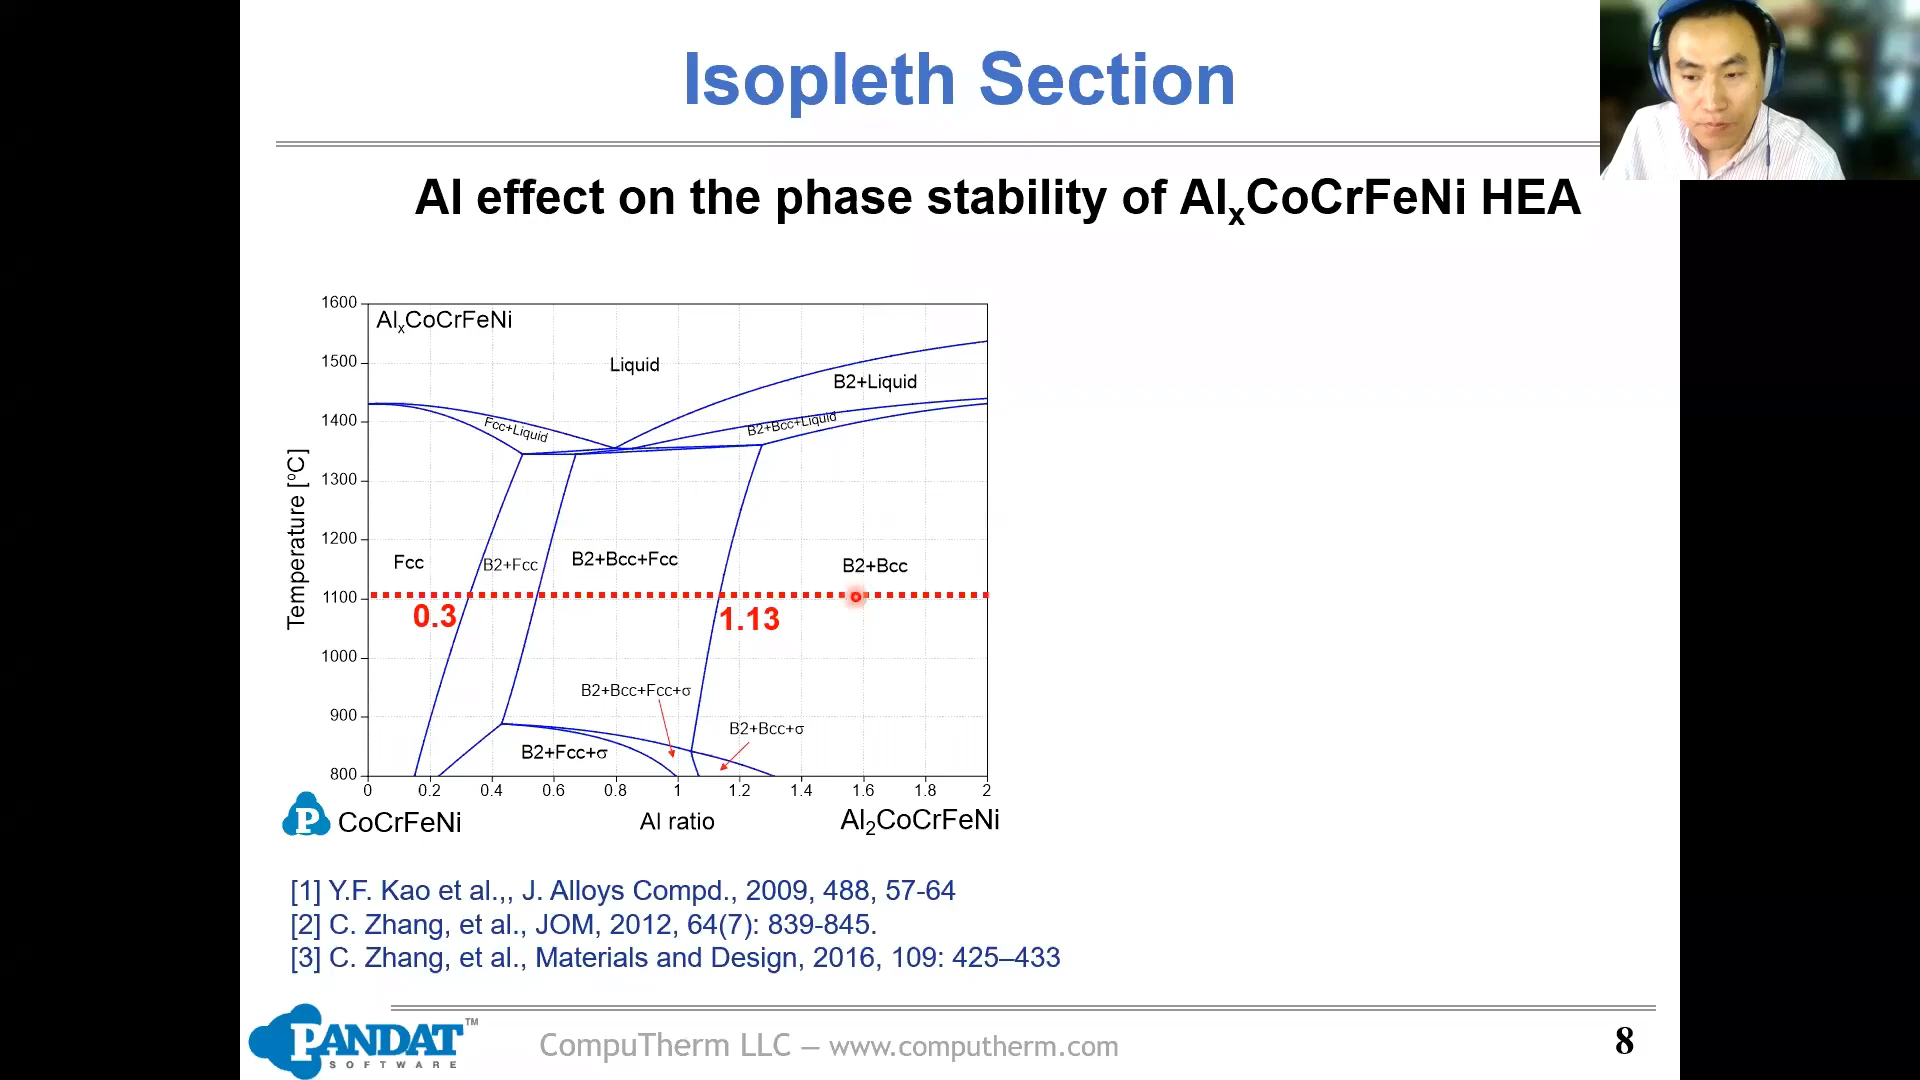 Isopleth Section
Al effect on the phase stability of AlxCoCrFeNi HEA
1600
AlxCoCrFeNi
1500
Liquid
B2+Liquid
1400
Fcc+Liquid
B2+Bcc+Liquid
1300
1200
Temperature [°C]
Fcc
B2+Fcc
B2+Bcc+Fcc
B2+Bcc
1100
0.3
1.13
1000
B2+Bcc+Fcc+σ
900
B2+Bcc+σ
B2+Fcc+σ
800
0 0.2 0.4 0.6 0.8 1 1.2 1.4 1.6 1.8 2
P CoCrFeNi Al ratio Al2CoCrFeNi
[1] Y.F. Kao et al.,, J. Alloys Compd., 2009, 488, 57-64
[2] C. Zhang, et al., JOM, 2012, 64(7): 839-845.
[3] C. Zhang, et al., Materials and Design, 2016, 109: 425–433
PANDAT™
SOFTWARE
CompuTherm LLC – www.computherm.com
8